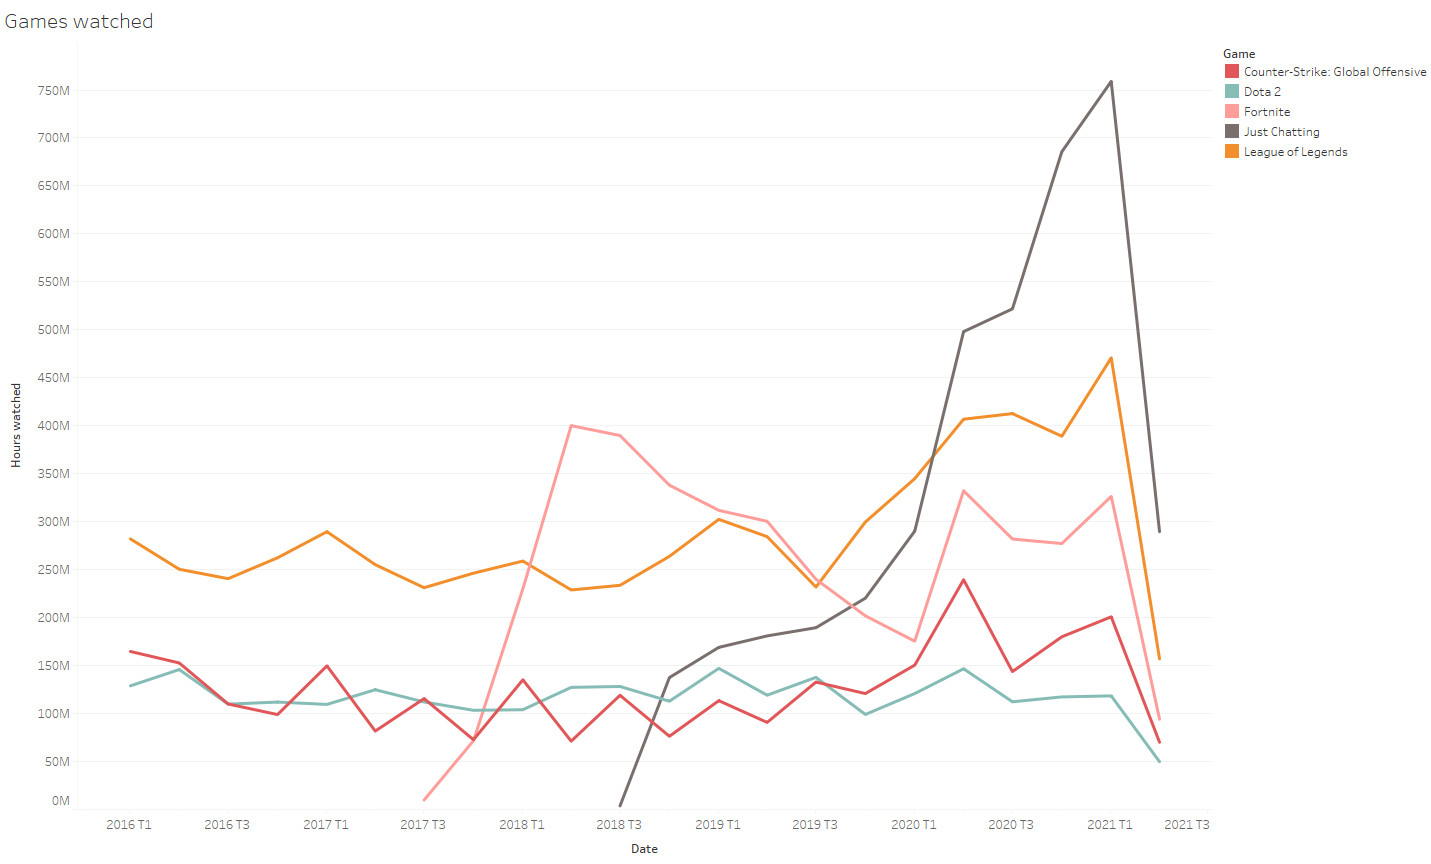 Games watched
Game
Counter-Strike: Global Offensive
Dota 2
Fortnite
Just Chatting
League of Legends
750M
700M
650M
600M
550M
500M
450M
400M
350M
300M
250M
200M
150M
100M
50M
0M
Hours watched
2016 T1 2016 T3 2017 T1 2017 T3 2018 T1 2018 T3 2019 T1 2019 T3 2020 T1 2020 T3 2021 T1 2021 T3
Date